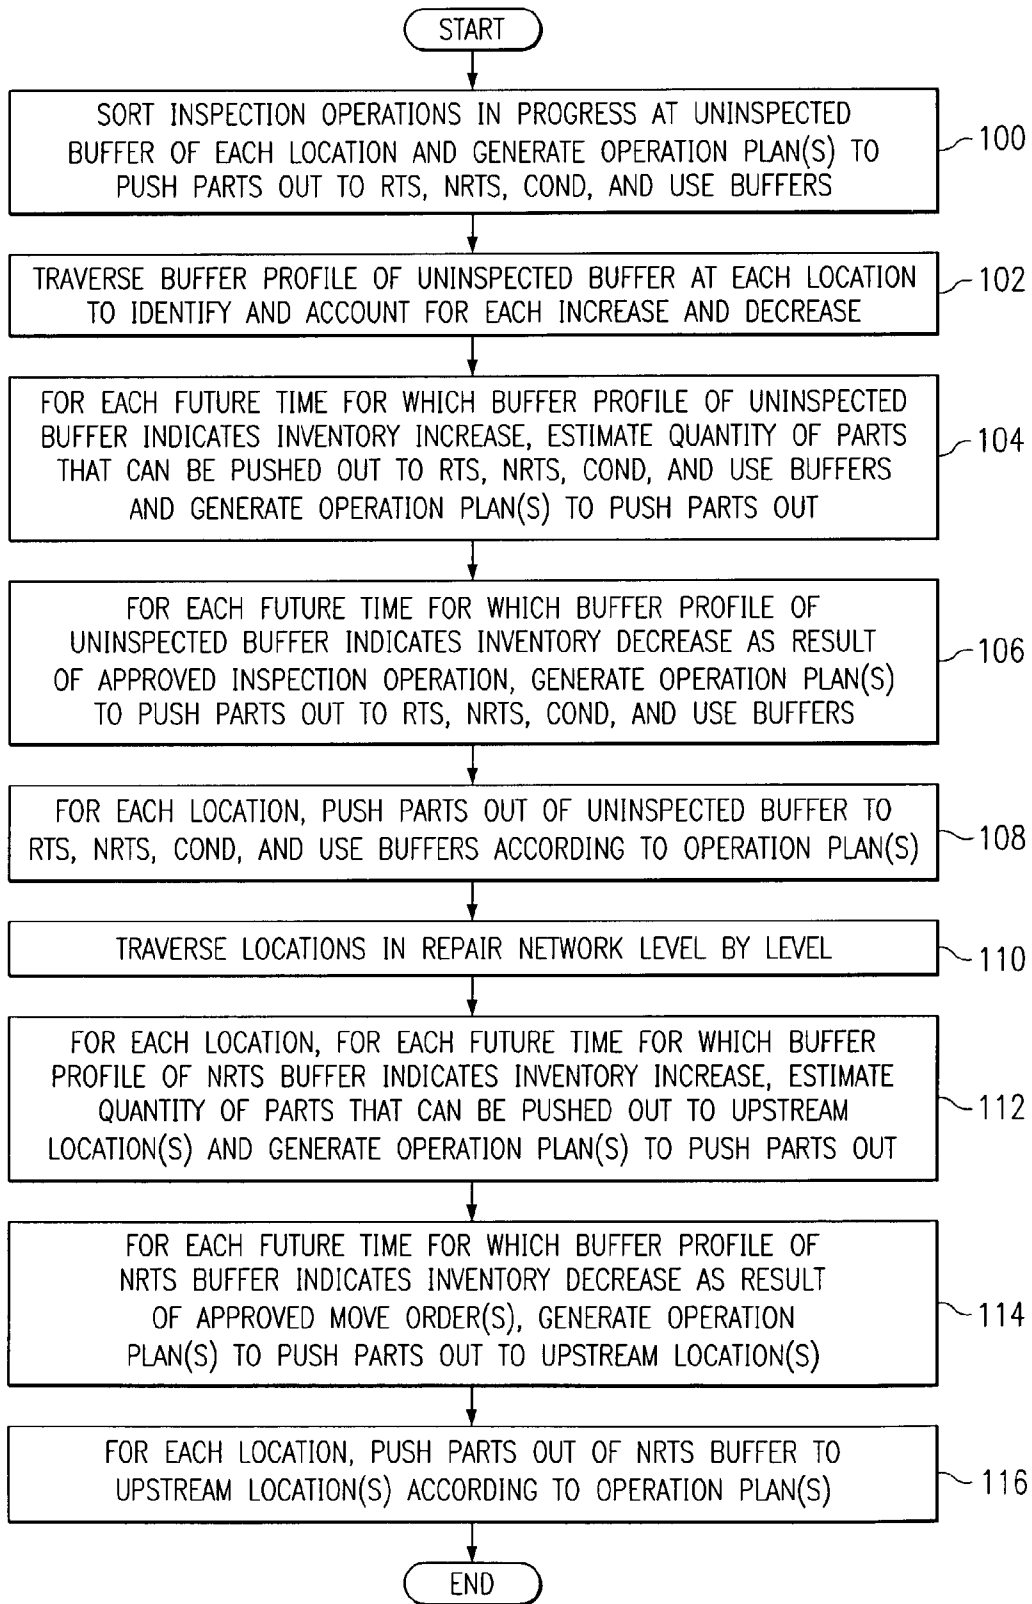 START
SORT INSPECTION OPERATIONS IN PROGRESS AT UNINSPECTED
BUFFER OF EACH LOCATION AND GENERATE OPERATION PLAN(S) TO
PUSH PARTS OUT TO RTS, NRTS, COND, AND USE BUFFERS
100
TRAVERSE BUFFER PROFILE OF UNINSPECTED BUFFER AT EACH LOCATION
TO IDENTIFY AND ACCOUNT FOR EACH INCREASE AND DECREASE
102
FOR EACH FUTURE TIME FOR WHICH BUFFER PROFILE OF UNINSPECTED
BUFFER INDICATES INVENTORY INCREASE, ESTIMATE QUANTITY OF PARTS
THAT CAN BE PUSHED OUT TO RTS, NRTS, COND, AND USE BUFFERS
AND GENERATE OPERATION PLAN(S) TO PUSH PARTS OUT
104
FOR EACH FUTURE TIME FOR WHICH BUFFER PROFILE OF
UNINSPECTED BUFFER INDICATES INVENTORY DECREASE AS RESULT
OF APPROVED INSPECTION OPERATION, GENERATE OPERATION PLAN(S)
TO PUSH PARTS OUT TO RTS, NRTS, COND, AND USE BUFFERS
106
FOR EACH LOCATION, PUSH PARTS OUT OF UNINSPECTED BUFFER TO
RTS, NRTS, COND, AND USE BUFFERS ACCORDING TO OPERATION PLAN(S)
108
TRAVERSE LOCATIONS IN REPAIR NETWORK LEVEL BY LEVEL
110
FOR EACH LOCATION, FOR EACH FUTURE TIME FOR WHICH BUFFER
PROFILE OF NRTS BUFFER INDICATES INVENTORY INCREASE, ESTIMATE
QUANTITY OF PARTS THAT CAN BE PUSHED OUT TO UPSTREAM
LOCATION(S) AND GENERATE OPERATION PLAN(S) TO PUSH PARTS OUT
112
FOR EACH FUTURE TIME FOR WHICH BUFFER PROFILE OF
NRTS BUFFER INDICATES INVENTORY DECREASE AS RESULT
OF APPROVED MOVE ORDER(S), GENERATE OPERATION
PLAN(S) TO PUSH PARTS OUT TO UPSTREAM LOCATION(S)
114
FOR EACH LOCATION, PUSH PARTS OUT OF NRTS BUFFER TO
UPSTREAM LOCATION(S) ACCORDING TO OPERATION PLAN(S)
116
END